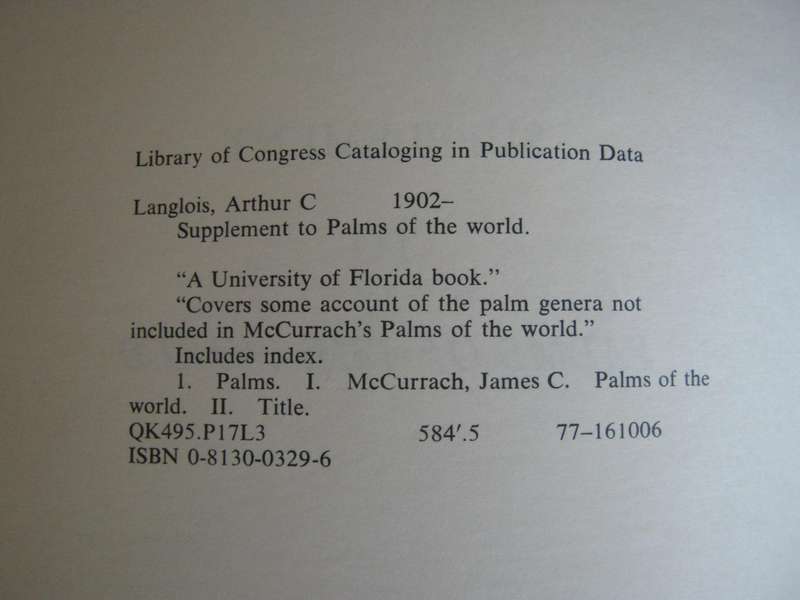 Library of Congress Cataloging in Publication Data
Langlois, Arthur C 1902–
Supplement to Palms of the world.
“A University of Florida book.”
“Covers some account of the palm genera not
included in McCurrach’s Palms of the world.”
Includes index.
1. Palms. I. McCurrach, James C. Palms of the
world. II. Title.
QK495.P17L3 584′.5 77–161006
ISBN 0-8130-0329-6